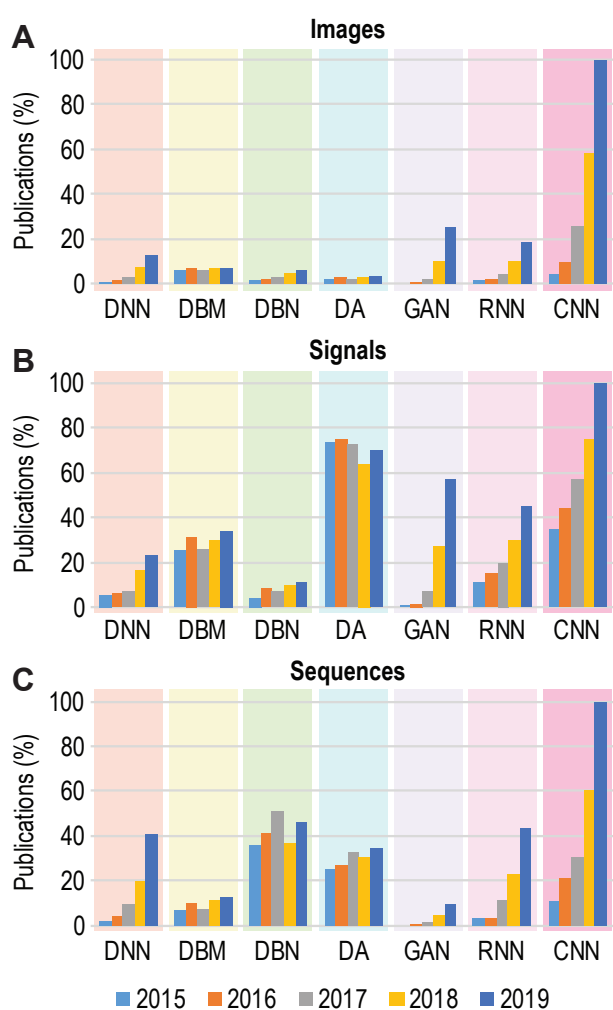 A
Images
Publications (%)
100
80
60
40
20
0
DNN DBM DBN DA GAN RNN CNN
B
Signals
Publications (%)
100
80
60
40
20
0
DNN DBM DBN DA GAN RNN CNN
C
Sequences
Publications (%)
100
80
60
40
20
0
DNN DBM DBN DA GAN RNN CNN
2015 2016 2017 2018 2019